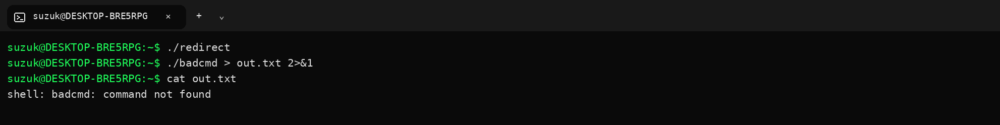 suzuk@DESKTOP-BRE5RPG × + ⌄
suzuk@DESKTOP-BRE5RPG:~$ ./redirect
suzuk@DESKTOP-BRE5RPG:~$ ./badcmd > out.txt 2>&1
suzuk@DESKTOP-BRE5RPG:~$ cat out.txt
shell: badcmd: command not found